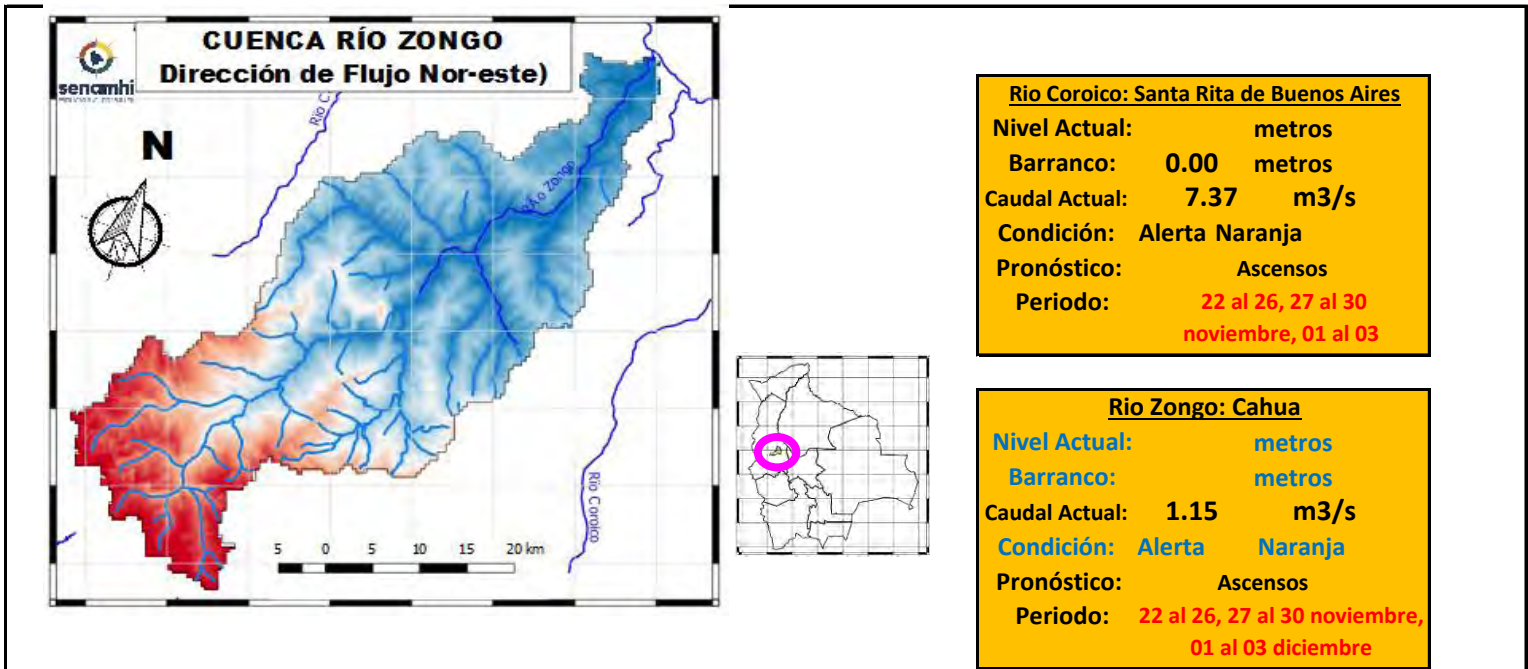 CUENCA RÍO ZONGO
Dirección de Flujo Nor-este)
sencamhi
N
Río C
RÃ­o Zongo
Río Coroico
5 0 5 10 15 20 km
Rio Coroico: Santa Rita de Buenos Aires
Nivel Actual: metros
Barranco: 0.00 metros
Caudal Actual: 7.37 m3/s
Condición: Alerta Naranja
Pronóstico: Ascensos
Periodo: 22 al 26, 27 al 30
noviembre, 01 al 03
Rio Zongo: Cahua
Nivel Actual: metros
Barranco: metros
Caudal Actual: 1.15 m3/s
Condición: Alerta Naranja
Pronóstico: Ascensos
Periodo: 22 al 26, 27 al 30 noviembre,
01 al 03 diciembre